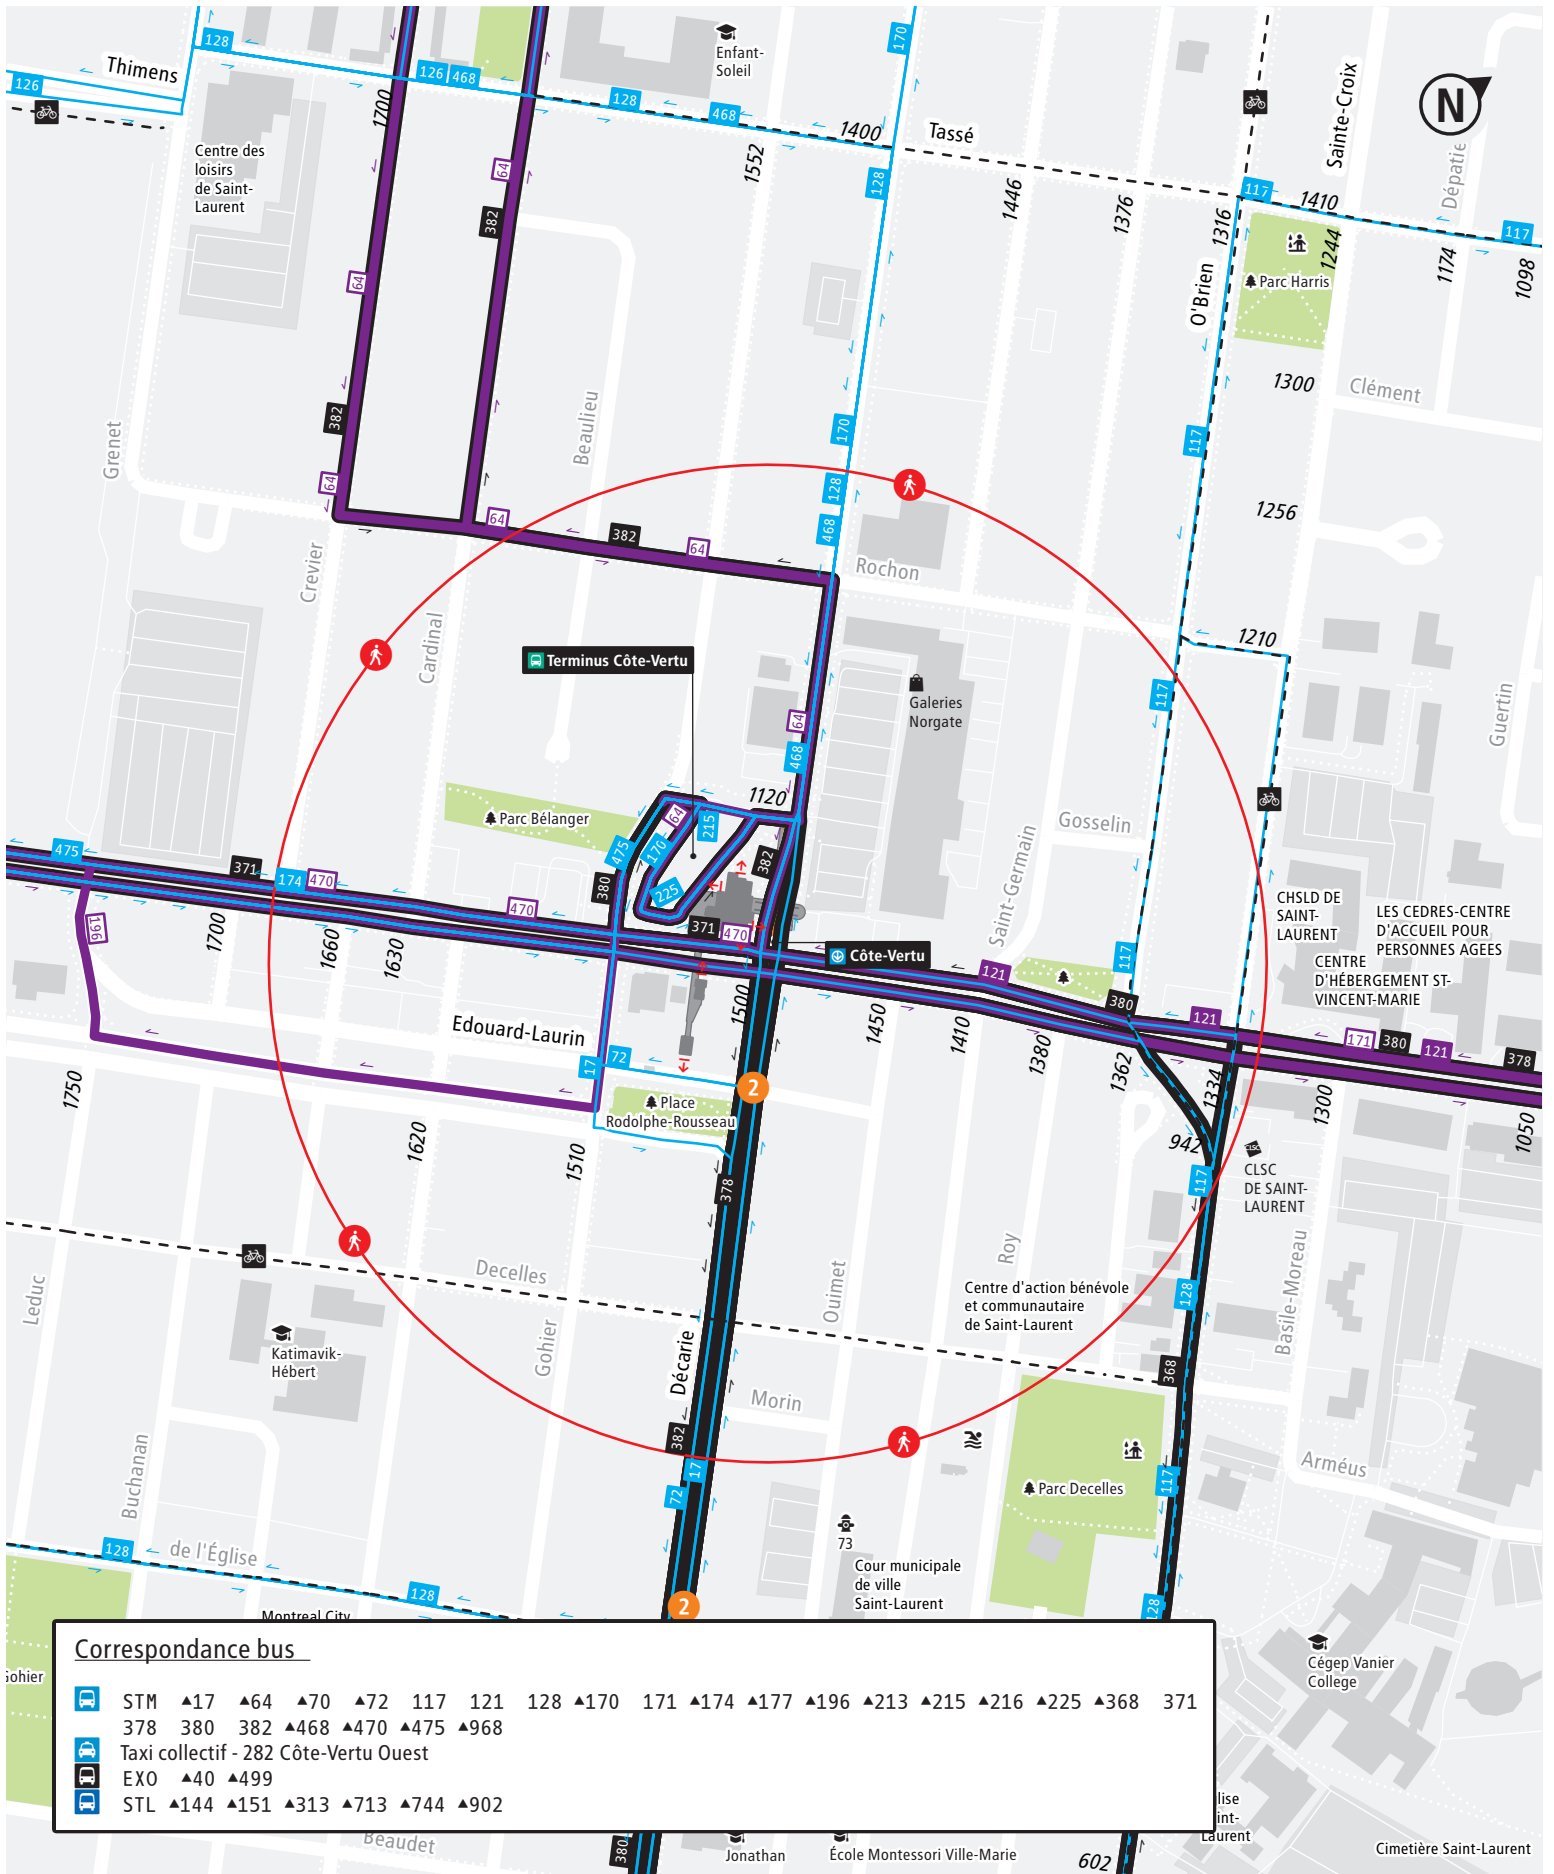 Enfant-
Soleil
170
128
Thimens
126
126 468
128
468
1700
1400
Tassé
1552
Sainte-Croix
N
Centre des
loisirs
de Saint-
Laurent
64
382
128
1446
1376
1316
117
1410
1244
117
Dépatie
1174
1098
Parc Harris
O'Brien
64
1300
Clément
382
Beaulieu
Grenet
170
117
64
128
1256
64
382
64
468
Rochon
Crevier
Cardinal
1210
Terminus Côte-Vertu
117
Galeries
Norgate
Guertin
64
468
1120
Parc Bélanger
64
215
Gosselin
475
170
475
382
371
174
470
380
225
470
371
470
Saint-Germain
CHSLD DE
SAINT-
LAURENT
LES CEDRES-CENTRE
D'ACCUEIL POUR
PERSONNES AGEES
196
1700
1660
1630
Côte-Vertu
117
121
CENTRE
D'HÉBERGEMENT ST-
VINCENT-MARIE
380
121
1500
1450
1410
1380
171
380
121
378
Edouard-Laurin
17
72
2
1750
1362
1334
1300
1050
Place
Rodolphe-Rousseau
1620
1510
942
CLSC
CLSC
DE SAINT-
LAURENT
117
378
Decelles
Leduc
Roy
Ouimet
Centre d'action bénévole
et communautaire
de Saint-Laurent
128
Basile-Moreau
Katimavik-
Hébert
Gohier
Décarie
368
Morin
382
17
72
Buchanan
Parc Decelles
117
Arméus
73
Cour municipale
de ville
Saint-Laurent
128
de l'Église
128
2
128
Montreal City
Gohier
Cégep Vanier
College
Correspondance bus
STM ▲17 ▲64 ▲70 ▲72 117 121 128 ▲170 171 ▲174 ▲177 ▲196 ▲213 ▲215 ▲216 ▲225 ▲368 371
378 380 382 ▲468 ▲470 ▲475 ▲968
Taxi collectif - 282 Côte-Vertu Ouest
EXO ▲40 ▲499
STL ▲144 ▲151 ▲313 ▲713 ▲744 ▲902
Laurent
Beaudet
380
Jonathan
École Montessori Ville-Marie
602
Cimetière Saint-Laurent